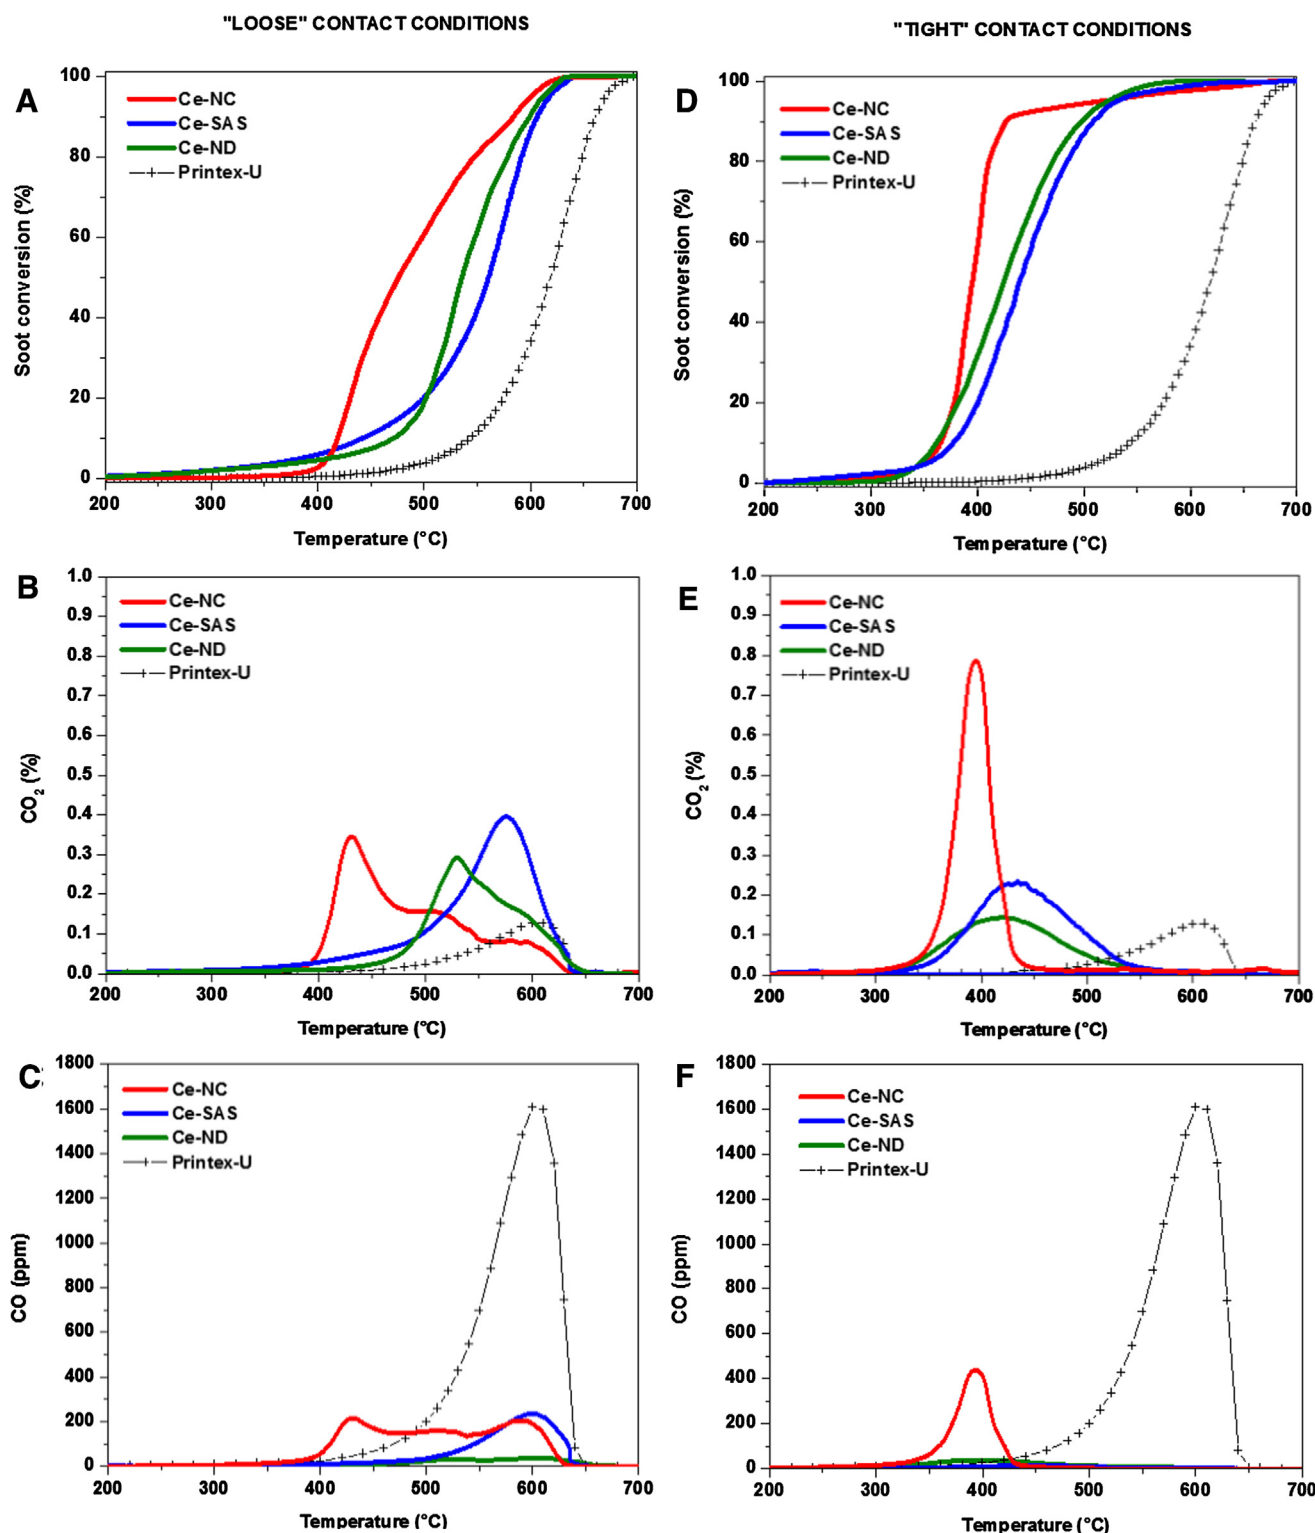 "LOOSE" CONTACT CONDITIONS
"TIGHT" CONTACT CONDITIONS
A
Ce-NC
Ce-SAS
Ce-ND
Printex-U
Soot conversion (%)
100
80
60
40
20
0
200 300 400 500 600 700
Temperature (°C)
D
Ce-NC
Ce-SAS
Ce-ND
Printex-U
Soot conversion (%)
100
80
60
40
20
0
200 300 400 500 600 700
Temperature (°C)
B
Ce-NC
Ce-SAS
Ce-ND
Printex-U
CO2 (%)
1.0
0.9
0.8
0.7
0.6
0.5
0.4
0.3
0.2
0.1
0.0
200 300 400 500 600 700
Temperature (°C)
E
Ce-NC
Ce-SAS
Ce-ND
Printex-U
CO2 (%)
1.0
0.9
0.8
0.7
0.6
0.5
0.4
0.3
0.2
0.1
0.0
200 300 400 500 600 700
Temperature (°C)
C
Ce-NC
Ce-SAS
Ce-ND
Printex-U
CO (ppm)
1800
1600
1400
1200
1000
800
600
400
200
0
200 300 400 500 600 700
Temperature (°C)
F
Ce-NC
Ce-SAS
Ce-ND
Printex-U
CO (ppm)
1800
1600
1400
1200
1000
800
600
400
200
0
200 300 400 500 600 700
Temperature (°C)